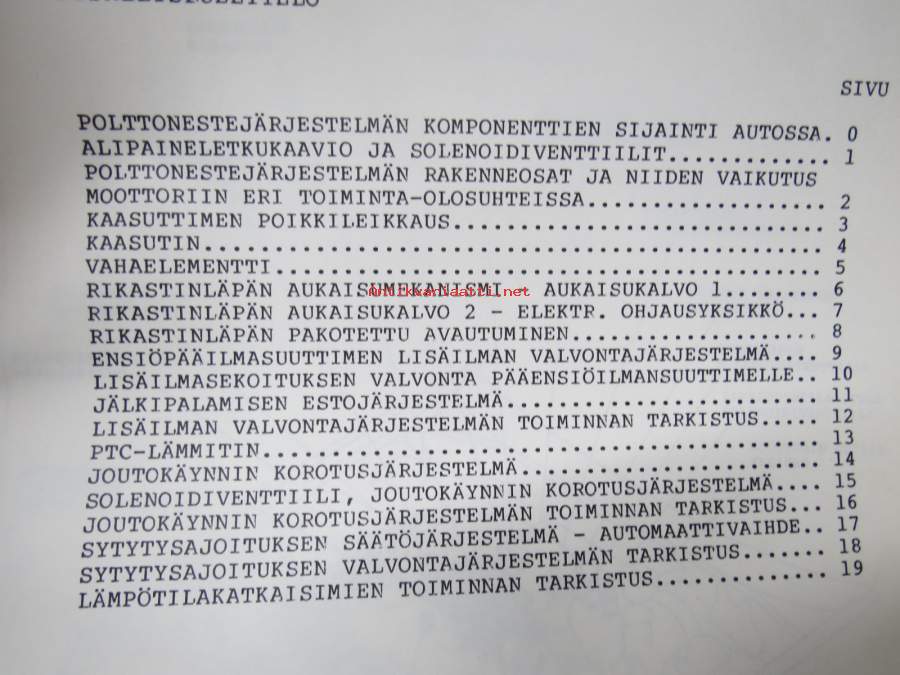 SIVU
POLTTONESTEJÄRJESTELMÄN KOMPONENTTIEN SIJAINTI AUTOSSA. 0
ALIPAINELETKUKAAVIO JA SOLENOIDIVENTTIILIT.............. 1
POLTTONESTEJÄRJESTELMÄN RAKENNEOSAT JA NIIDEN VAIKUTUS
MOOTTORIIN ERI TOIMINTA-OLOSUHTEISSA.................... 2
KAASUTTIMEN POIKKILEIKKAUS............................... 3
KAASUTIN................................................. 4
VAHAELEMENTTI............................................ 5
RIKASTINLÄPÄN AUKAISUMEKANISMI - AUKAISUKALVO 1........ 6
RIKASTINLÄPÄN AUKAISUKALVO 2 - ELEKTR. OHJAUSYKSIKKÖ... 7
RIKASTINLÄPÄN PAKOTETTU AVAUTUMINEN..................... 8
ENSIÖPÄÄILMASUUTTIMEN LISÄILMAN VALVONTAJÄRJESTELMÄ.... 9
LISÄILMASEKOITUKSEN VALVONTA PÄÄENSIÖILMANSUUTTIMELLE.. 10
JÄLKIPALAMISEN ESTOJÄRJESTELMÄ.......................... 11
LISÄILMAN VALVONTAJÄRJESTELMÄN TOIMINNAN TARKISTUS..... 12
PTC-LÄMMITIN............................................. 13
JOUTOKÄYNNIN KOROTUSJÄRJESTELMÄ......................... 14
SOLENOIDIVENTTIILI, JOUTOKÄYNNIN KOROTUSJÄRJESTELMÄ.... 15
JOUTOKÄYNNIN KOROTUSJÄRJESTELMÄN TOIMINNAN TARKISTUS... 16
SYTYTYSAJOITUKSEN SÄÄTÖJÄRJESTELMÄ - AUTOMAATTIVAIHDE.. 17
SYTYTYSAJOITUKSEN VALVONTAJÄRJESTELMÄN TARKISTUS....... 18
LÄMPÖTILAKATKAISIMIEN TOIMINNAN TARKISTUS.............. 19